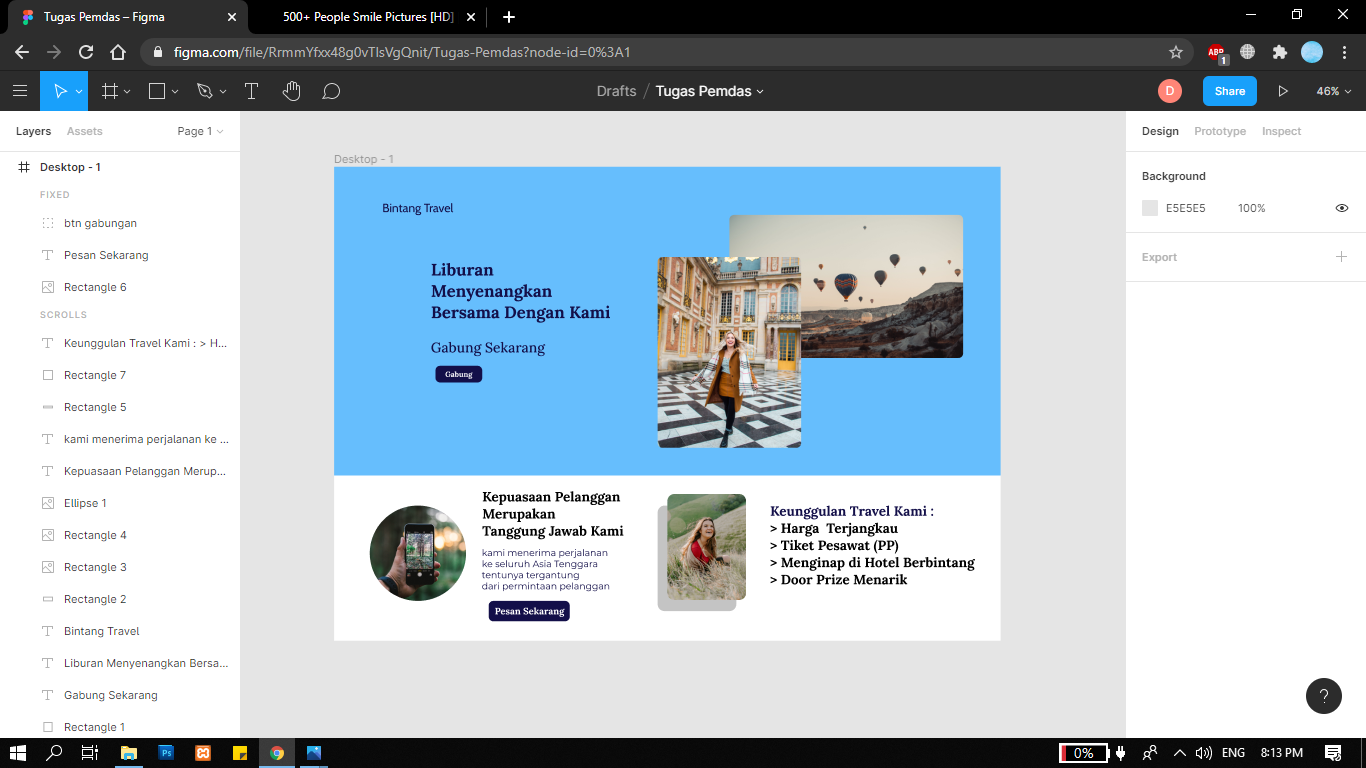 Tugas Pemdas – Figma
500+ People Smile Pictures [HD]
figma.com/file/RrmmYfxx48g0vTlsVgQnit/Tugas-Pemdas?node-id=0%3A1
ABP
1
Drafts / Tugas Pemdas
D
Share
46%
Layers
Assets
Page 1
Design
Prototype
Inspect
Desktop - 1
FIXED
btn gabungan
Pesan Sekarang
Rectangle 6
SCROLLS
Keunggulan Travel Kami : > H...
Rectangle 7
Rectangle 5
kami menerima perjalanan ke ...
Kepuasaan Pelanggan Merup...
Ellipse 1
Rectangle 4
Rectangle 3
Rectangle 2
Bintang Travel
Liburan Menyenangkan Bersa...
Gabung Sekarang
Rectangle 1
Desktop - 1
Bintang Travel
Liburan
Menyenangkan
Bersama Dengan Kami
Gabung Sekarang
Gabung
Kepuasaan Pelanggan
Merupakan
Tanggung Jawab Kami
kami menerima perjalanan
ke seluruh Asia Tenggara
tentunya tergantung
dari permintaan pelanggan
Pesan Sekarang
Keunggulan Travel Kami :
> Harga  Terjangkau
> Tiket Pesawat (PP)
> Menginap di Hotel Berbintang
> Door Prize Menarik
Background
E5E5E5
100%
Export
?
Ps
0%
ENG
8:13 PM